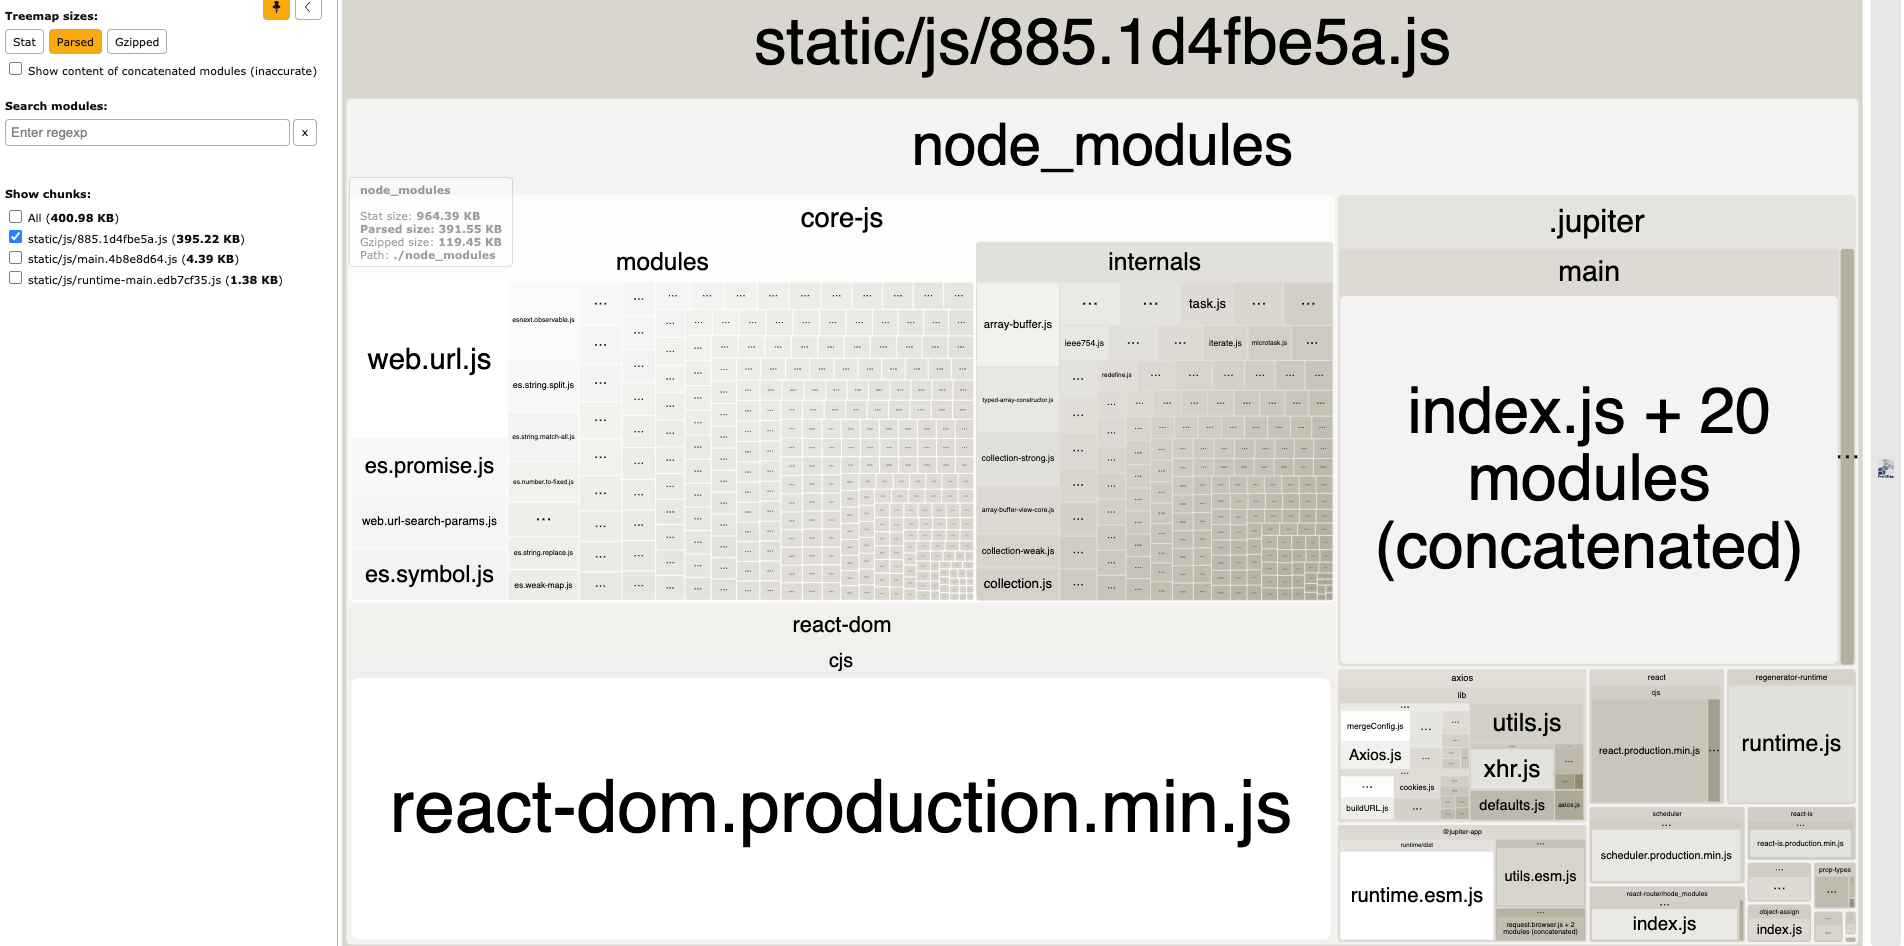 Treemap sizes:
Stat
Parsed
Gzipped
Show content of concatenated modules (inaccurate)
Search modules:
Enter regexp
x
Show chunks:
All (400.98 KB)
static/js/885.1d4fbe5a.js (395.22 KB)
static/js/main.4b8e8d64.js (4.39 KB)
static/js/runtime-main.edb7cf35.js (1.38 KB)
static/js/885.1d4fbe5a.js
node_modules
node_modules
Stat size: 964.39 KB
Parsed size: 391.55 KB
Gzipped size: 119.45 KB
Path: ./node_modules
core-js
modules
web.url.js
es.promise.js
web.url-search-params.js
es.symbol.js
esnext.observable.js
es.string.split.js
es.string.match-all.js
es.number.to-fixed.js
...
es.string.replace.js
es.weak-map.js
internals
array-buffer.js
typed-array-constructor.js
collection-strong.js
array-buffer-view-core.js
collection-weak.js
collection.js
task.js
ieee754.js
iterate.js
microtask.js
redefine.js
react-dom
cjs
react-dom.production.min.js
.jupiter
main
index.js + 20
modules
(concatenated)
...
axios
lib
...
mergeConfig.js
Axios.js
...
cookies.js
buildURL.js
utils.js
xhr.js
defaults.js
axios.js
react
cjs
react.production.min.js
...
regenerator-runtime
runtime.js
@jupiter-app
runtime/dist
runtime.esm.js
...
utils.esm.js
...
request.browser.js + 2
modules (concatenated)
scheduler
...
scheduler.production.min.js
react-is
...
react-is.production.min.js
react-router/node_modules
...
index.js
...
...
prop-types
...
object-assign
index.js